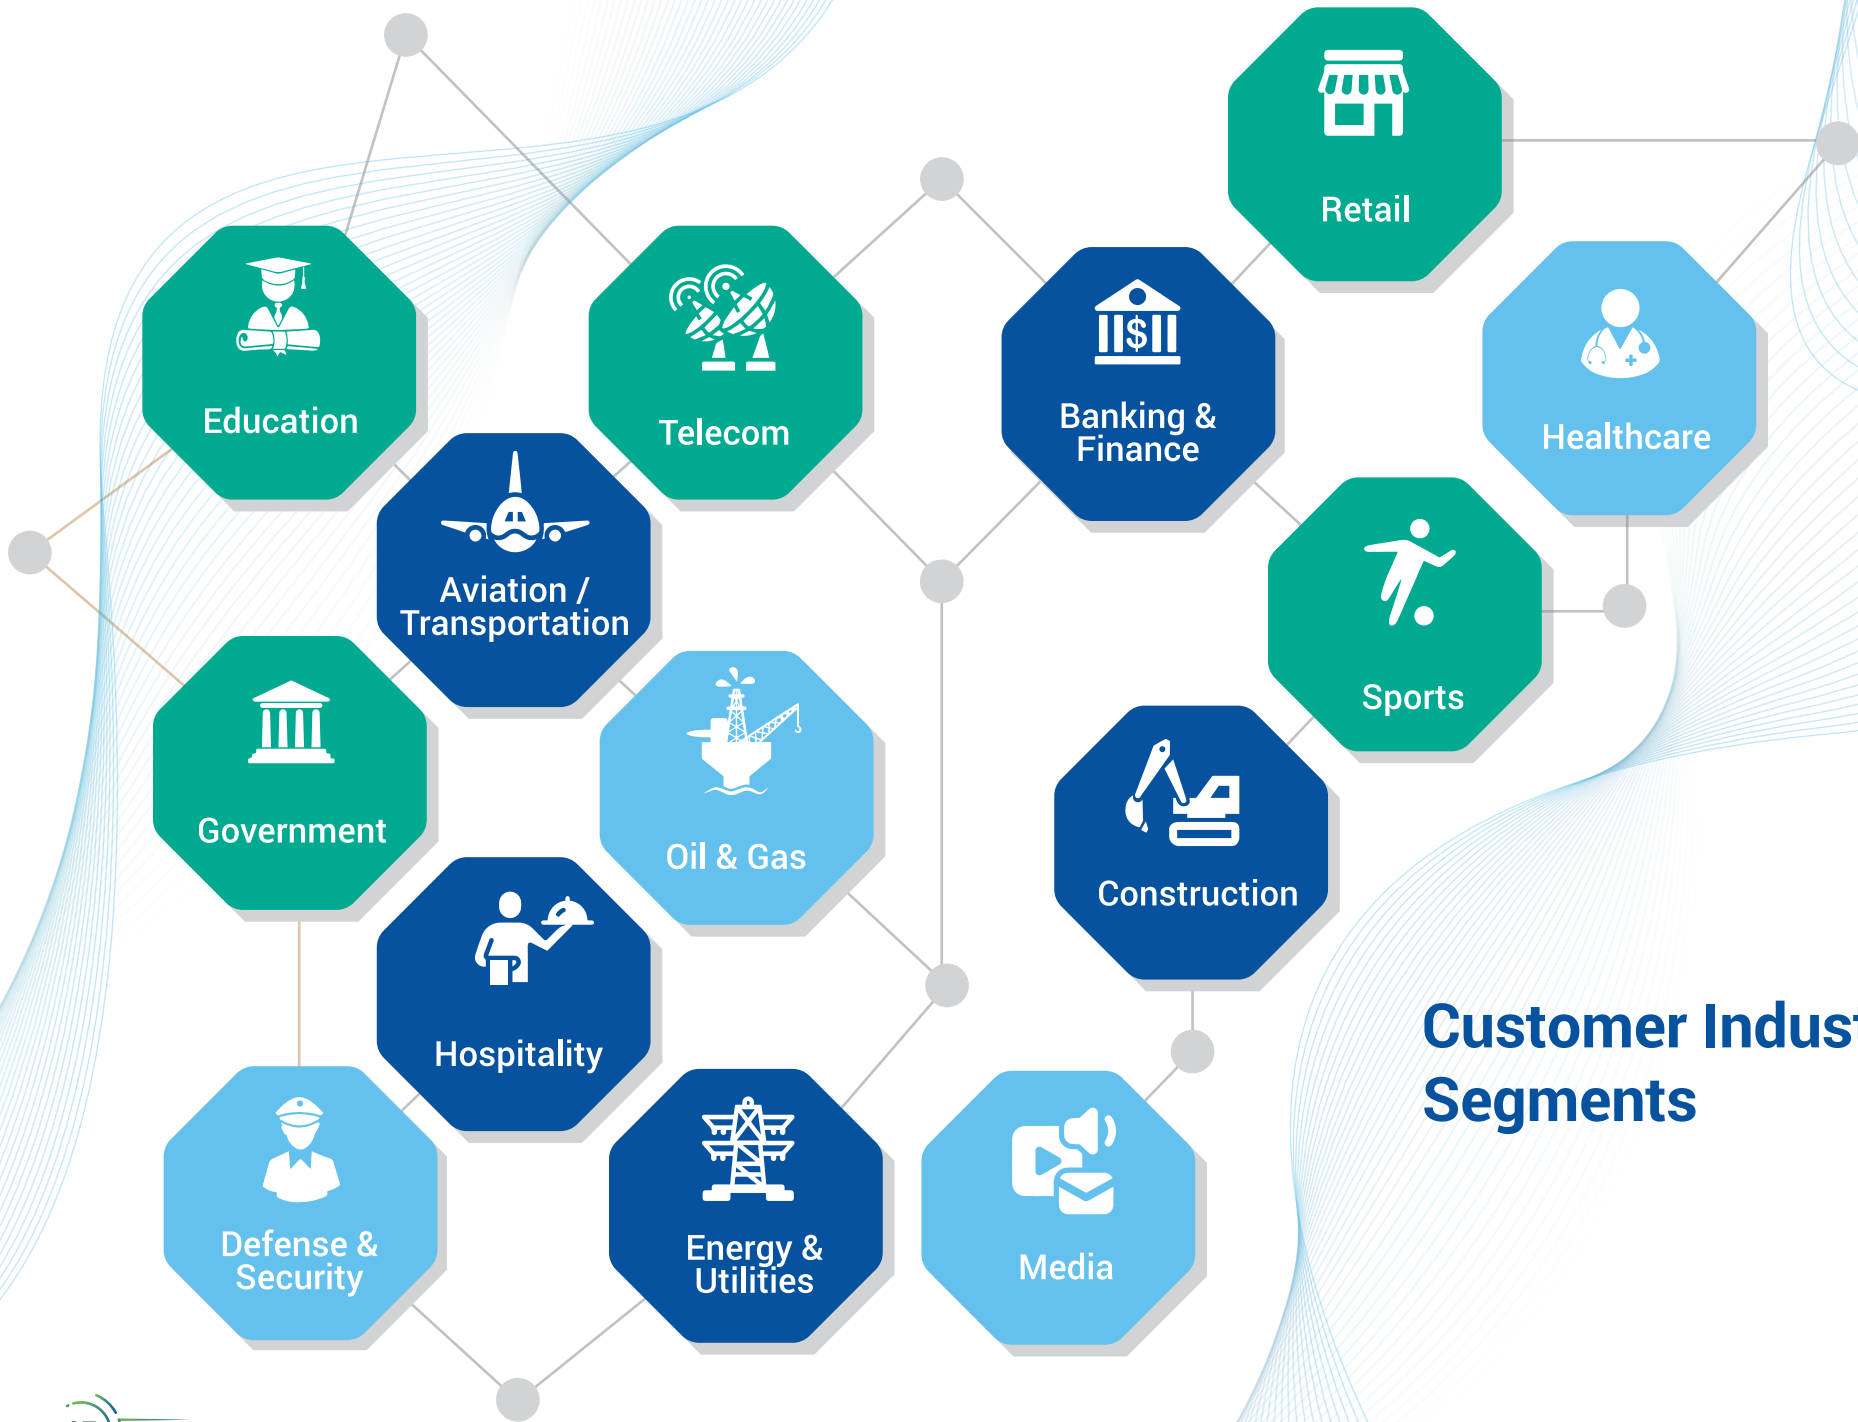 Retail
Education
Telecom
Banking &
Finance
Healthcare
Aviation /
Transportation
Sports
Government
Oil & Gas
Construction
Hospitality
Customer Indust
Segments
Defense &
Security
Energy &
Utilities
Media